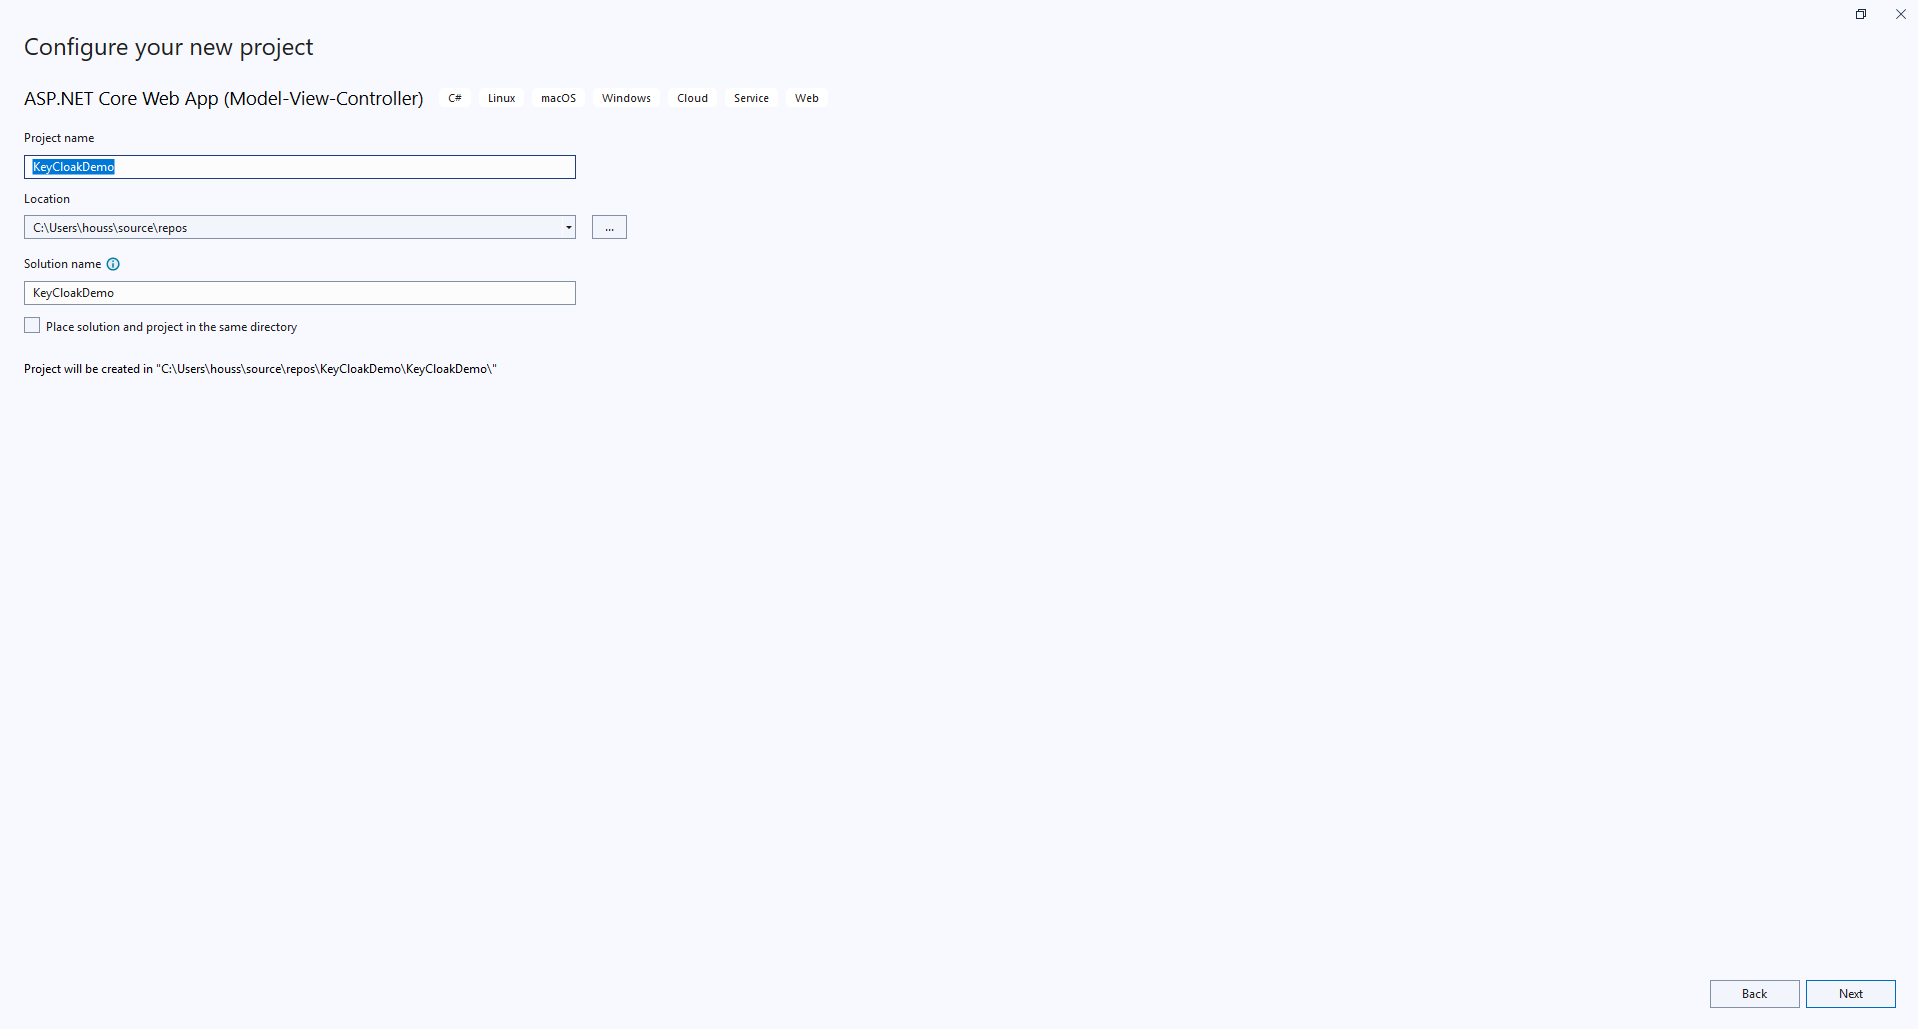 Configure your new project
ASP.NET Core Web App (Model-View-Controller) C# Linux macOS Windows Cloud Service Web
Project name
KeyCloakDemo
Location
C:\Users\houss\source\repos ...
Solution name
KeyCloakDemo
Place solution and project in the same directory
Project will be created in "C:\Users\houss\source\repos\KeyCloakDemo\KeyCloakDemo\"
Back Next